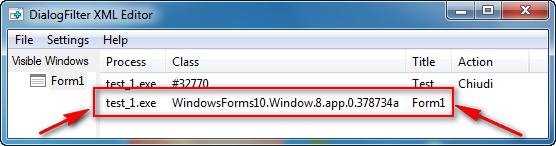 DialogFilter XML Editor
File Settings Help
Visible Windows
Form1
Process Class Title Action
test_1.exe #32770 Test Chiudi
test_1.exe WindowsForms10.Window.8.app.0.378734a Form1